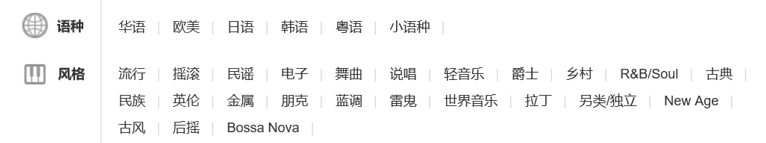 语种 华语 | 欧美 | 日语 | 韩语 | 粤语 | 小语种 |
风格 流行 | 摇滚 | 民谣 | 电子 | 舞曲 | 说唱 | 轻音乐 | 爵士 | 乡村 | R&B/Soul | 古典 |
民族 | 英伦 | 金属 | 朋克 | 蓝调 | 雷鬼 | 世界音乐 | 拉丁 | 另类/独立 | New Age |
古风 | 后摇 | Bossa Nova |